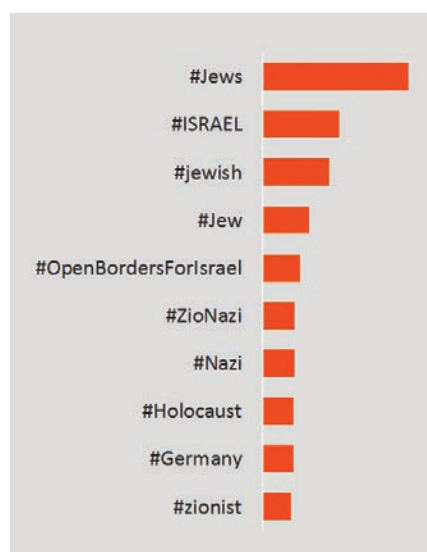 #Jews
#ISRAEL
#jewish
#Jew
#OpenBordersForIsrael
#ZioNazi
#Nazi
#Holocaust
#Germany
#zionist